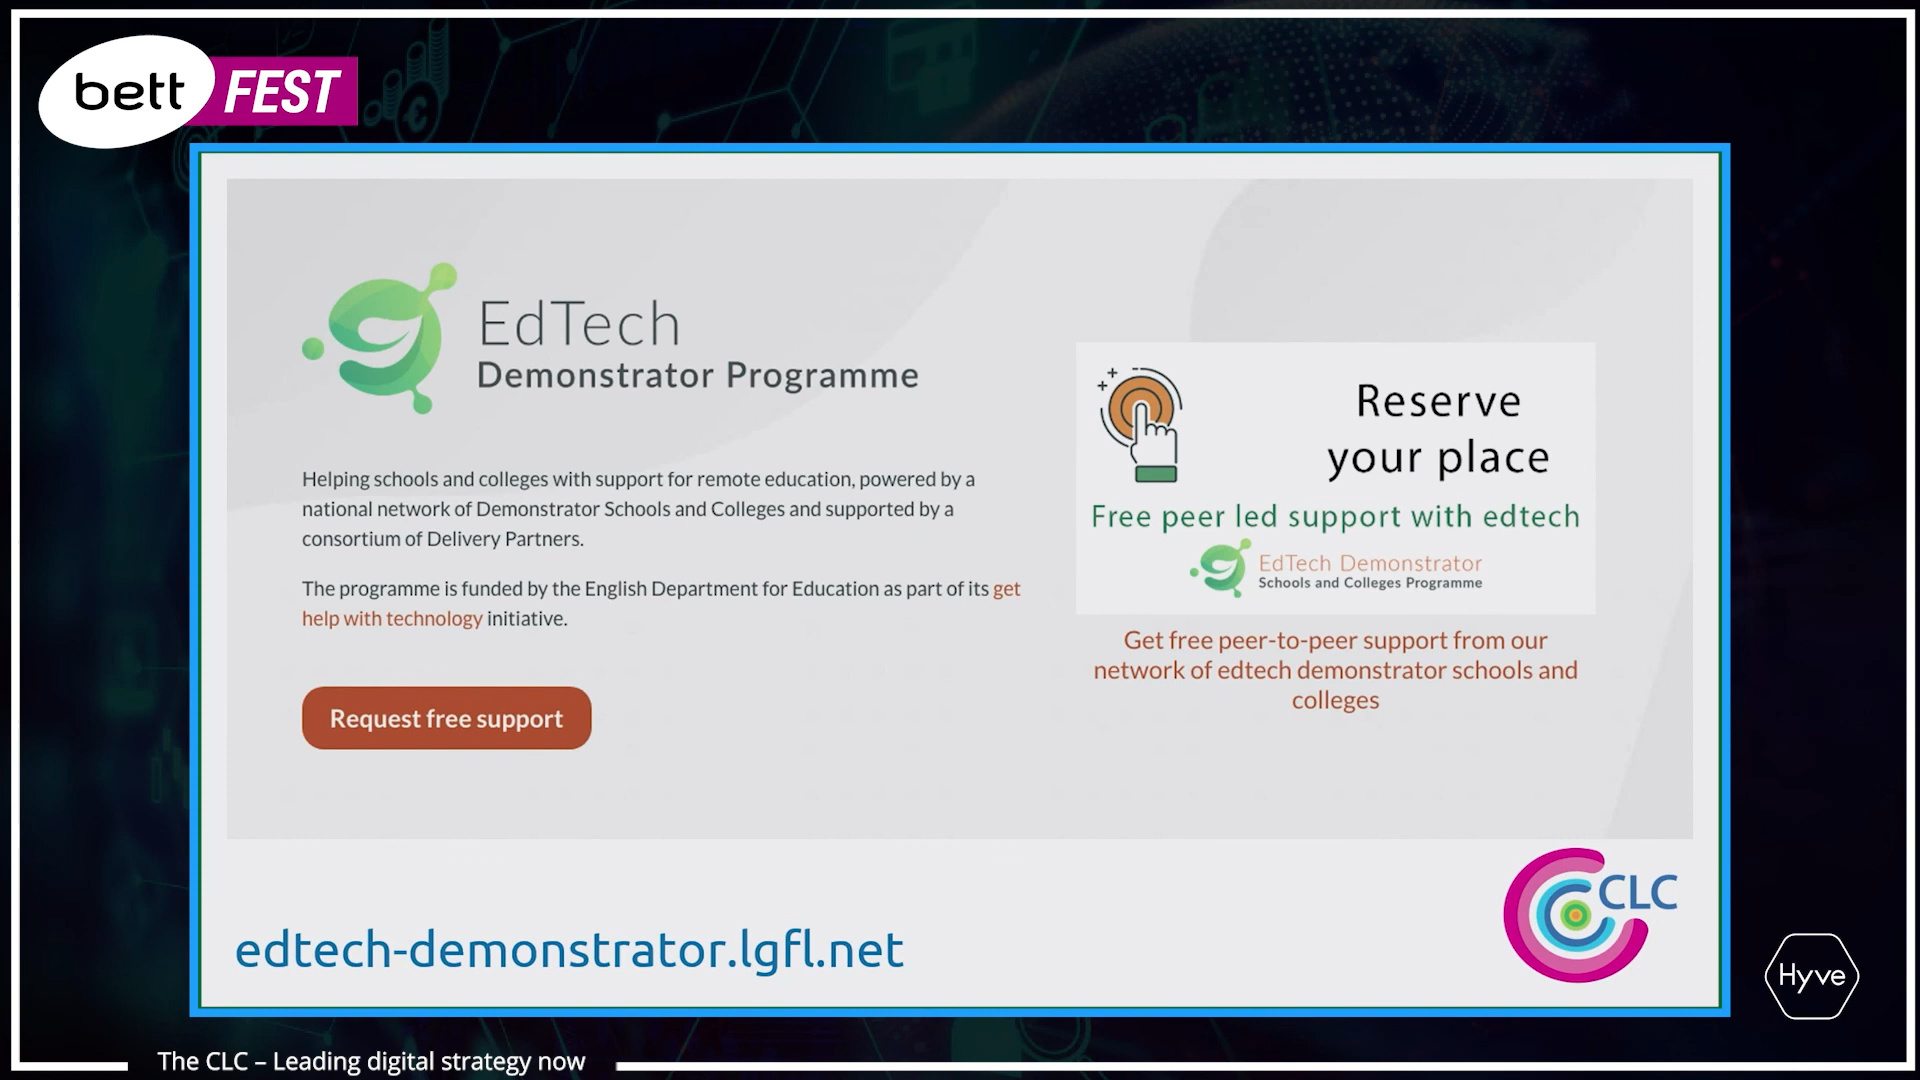 bett FEST
EdTech
Demonstrator Programme
Helping schools and colleges with support for remote education, powered by a
national network of Demonstrator Schools and Colleges and supported by a
consortium of Delivery Partners.
The programme is funded by the English Department for Education as part of its get
help with technology initiative.
Request free support
Reserve
your place
Free peer led support with edtech
EdTech Demonstrator
Schools and Colleges Programme
Get free peer-to-peer support from our
network of edtech demonstrator schools and
colleges
edtech-demonstrator.lgfl.net
CLC
Hyve
The CLC – Leading digital strategy now